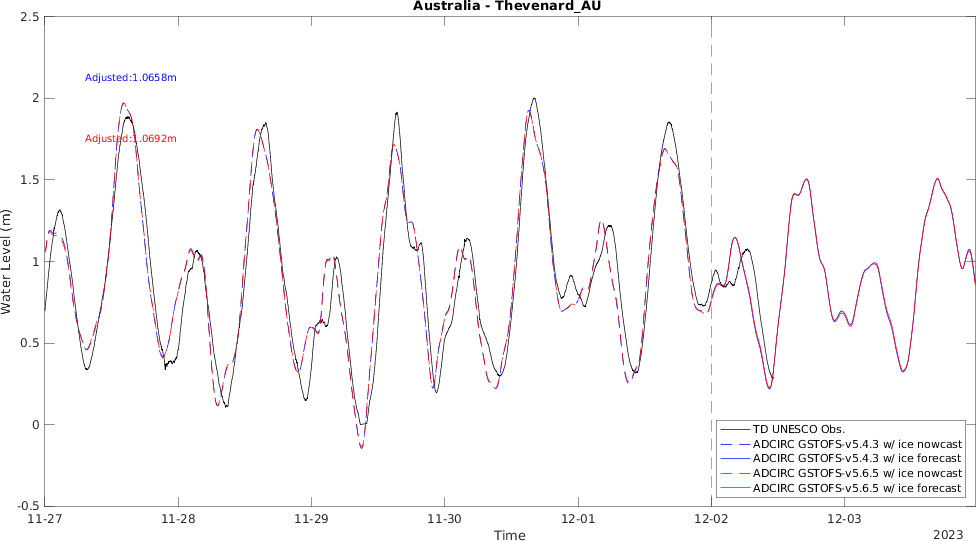 Australia - Thevenard_AU
2.5
Adjusted:1.0658m
2
Adjusted:1.0692m
1.5
1
Water Level (m)
0.5
0
-0.5
TD UNESCO Obs.
ADCIRC GSTOFS-v5.4.3 w/ ice nowcast
ADCIRC GSTOFS-v5.4.3 w/ ice forecast
ADCIRC GSTOFS-v5.6.5 w/ ice nowcast
ADCIRC GSTOFS-v5.6.5 w/ ice forecast
11-27 11-28 11-29 11-30 12-01 12-02 12-03
Time
2023